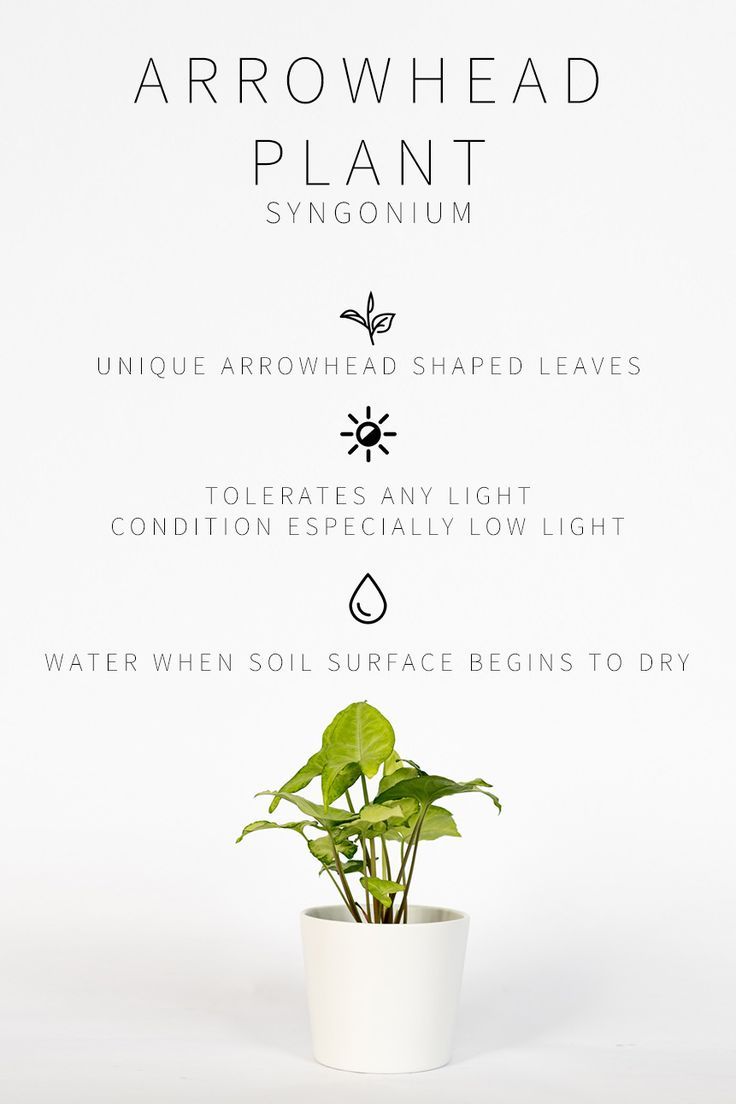 ARROWHEAD
PLANT
SYNGONIUM
UNIQUE ARROWHEAD SHAPED LEAVES
TOLERATES ANY LIGHT
CONDITION ESPECIALLY LOW LIGHT
WATER WHEN SOIL SURFACE BEGINS TO DRY